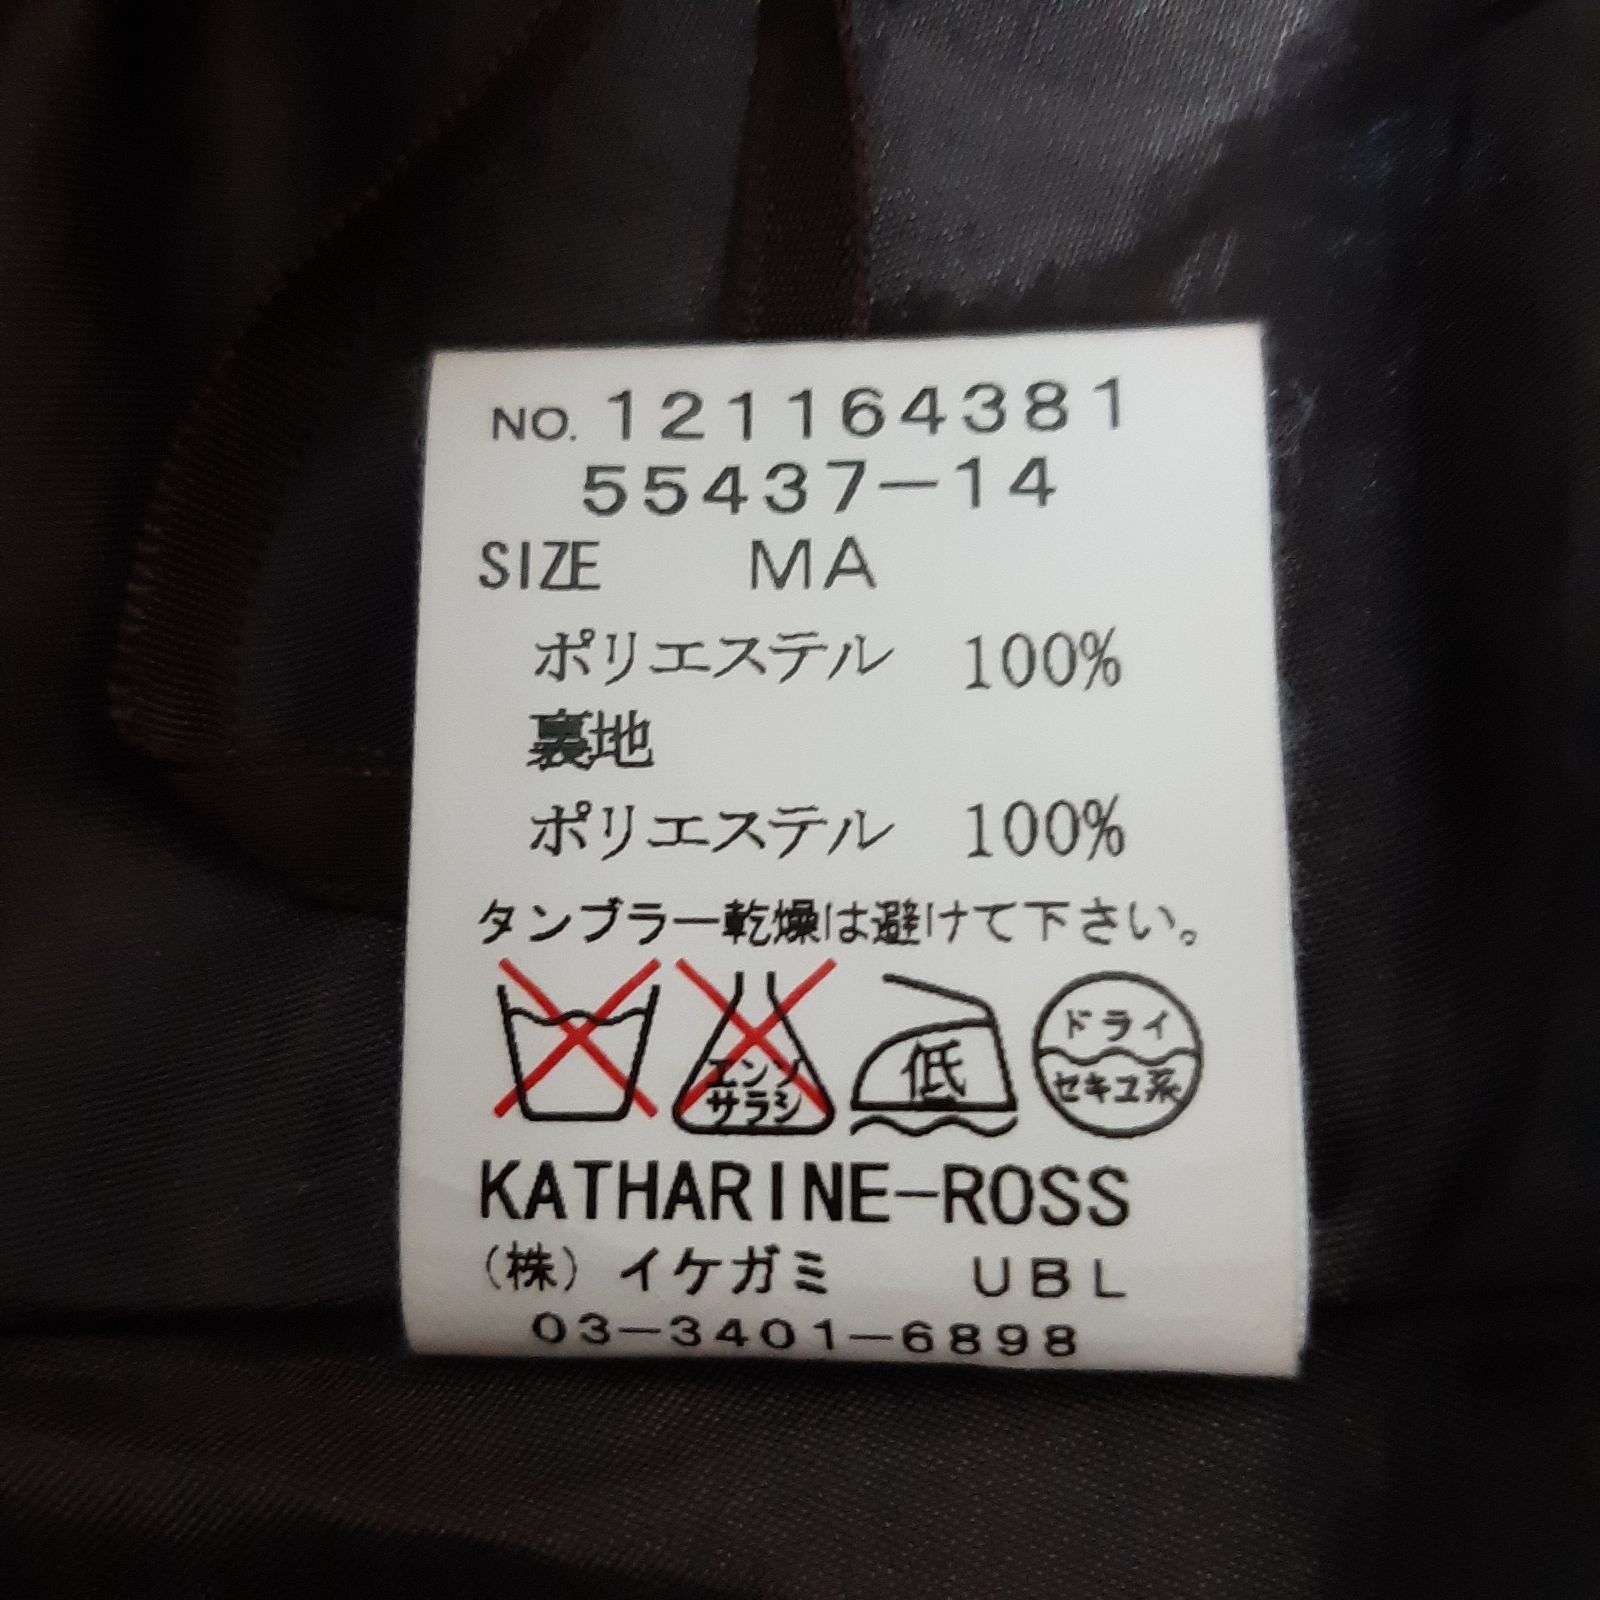 NO. 121164381
55437-14
SIZE MA
ポリエステル 100%
裏地
ポリエステル 100%
タンブラー乾燥は避けて下さい。
エンソ
サラシ
低
ドライ
セキユ系
KATHARINE-ROSS
(株)イケガミ UBL
03-3401-6898